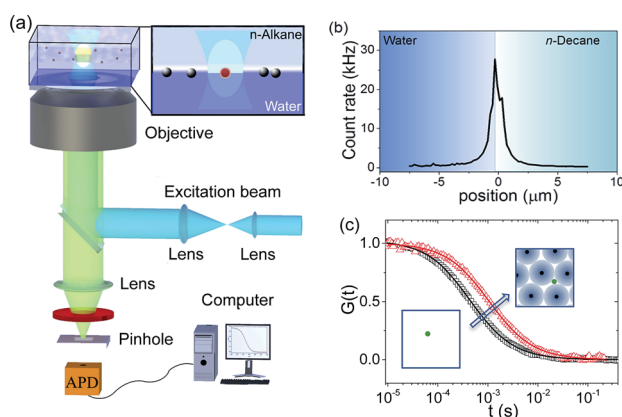 (a)
n-Alkane
Water
Objective
Excitation beam
Lens
Lens
Lens
Computer
Pinhole
APD
(b)
Water
n-Decane
Count rate (kHz)
30
20
10
0
-10
-5
0
5
10
position (μm)
(c)
G(t)
1.0
0.5
0.0
10⁻⁵
10⁻⁴
10⁻³
10⁻²
10⁻¹
t (s)